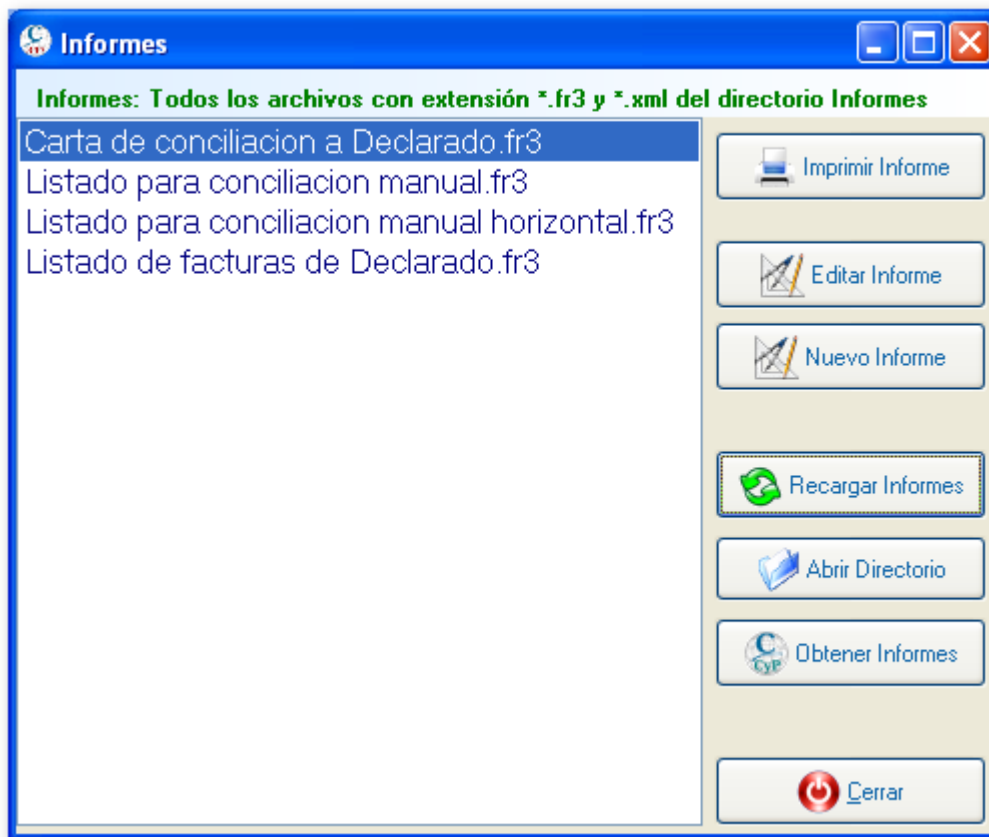 Informes
Informes: Todos los archivos con extensión *.fr3 y *.xml del directorio Informes
Carta de conciliacion a Declarado.fr3
Listado para conciliacion manual.fr3
Listado para conciliacion manual horizontal.fr3
Listado de facturas de Declarado.fr3
Imprimir Informe
Editar Informe
Nuevo Informe
Recargar Informes
Abrir Directorio
C
CyP
Obtener Informes
Cerrar